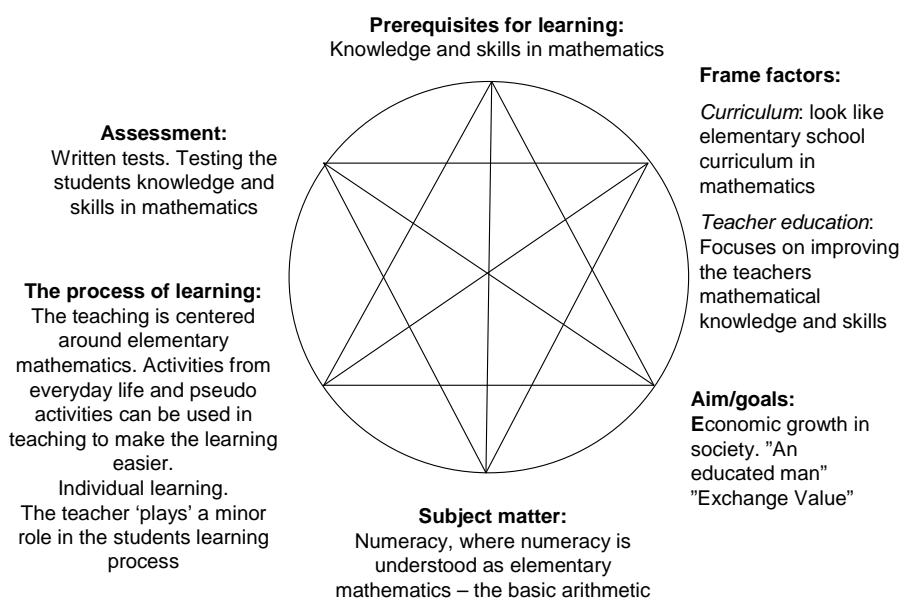 Prerequisites for learning:
Knowledge and skills in mathematics
Frame factors:
Curriculum: look like
elementary school
curriculum in
mathematics
Teacher education:
Focuses on improving
the teachers
mathematical
knowledge and skills
Assessment:
Written tests. Testing the
students knowledge and
skills in mathematics
The process of learning:
The teaching is centered
around elementary
mathematics. Activities from
everyday life and pseudo
activities can be used in
teaching to make the learning
easier.
Individual learning.
The teacher ‘plays’ a minor
role in the students learning
process
Aim/goals:
Economic growth in
society. ”An
educated man”
”Exchange Value”
Subject matter:
Numeracy, where numeracy is
understood as elementary
mathematics – the basic arithmetic